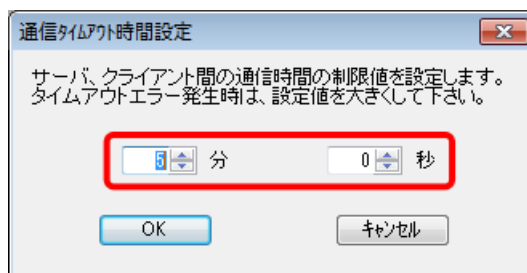 通信ﾀｲﾑｱｳﾄ時間設定
サーバ、クライアント間の通信時間の制限値を設定します。
タイムアウトエラー発生時は、設定値を大きくして下さい。
5 分 0 秒
OK ｷｬﾝｾﾙ